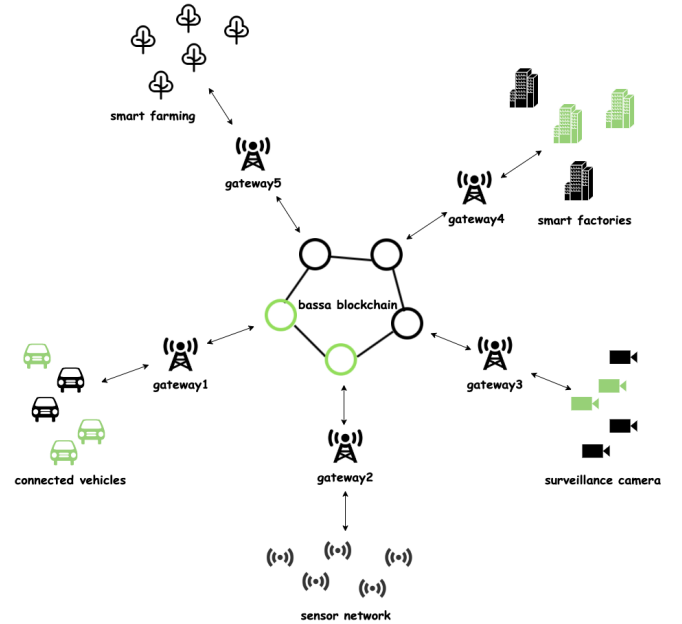 smart farming
gateway5
gateway4
smart factories
bassa blockchain
gateway1
gateway3
connected vehicles
gateway2
surveillance camera
sensor network